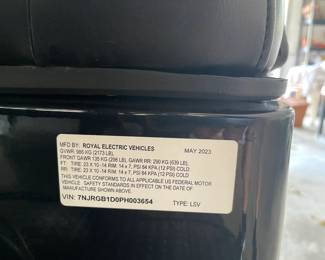 MFD BY: ROYAL ELECTRIC VEHICLES MAY 2023
GVWR: 986 KG (2173 LB),
FRONT GAWR 135 KG (298 LB), GAWR RR: 290 KG (639 LB),
FT: TIRE: 23 X 10 -14 RIM: 14 x 7, PSI 84 KPA (12 PSI) COLD
RR: TIRE: 23 X 10 -14 RIM: 14 x 7, PSI 84 KPA (12 PSI) COLD
THIS VEHICLE CONFORMS TO ALL APPLICABLE US FEDERAL MOTOR
VEHICLE SAFETY STANDARDS IN EFFECT ON THE DATE OF
MANUFACTURE SHOWN ABOVE.
VIN: 7NJRGB1D0PH003654 TYPE: LSV